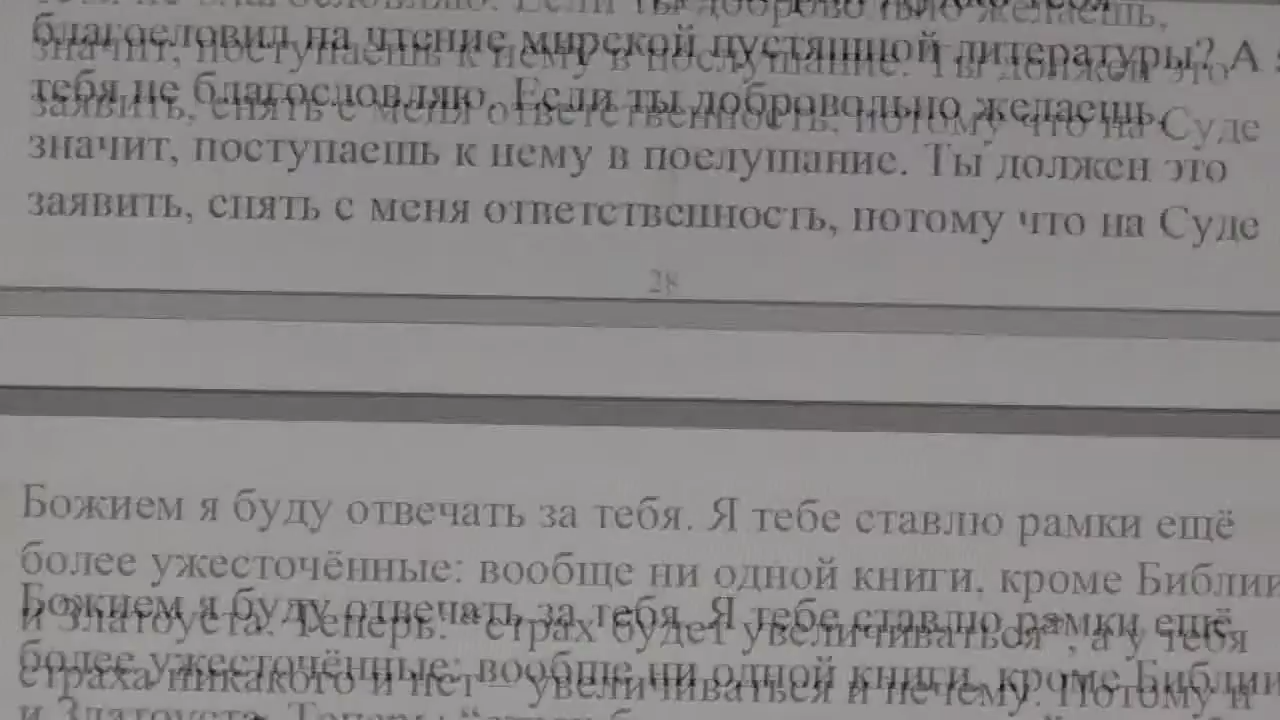 благословил на чтение мирской пустяшной литературы? А
тебя не благословляю. Если ты добровольно желаешь,
значит, поступаешь к нему в послушание. Ты должен это
заявить, снять с меня ответственность, потому что на Суде
28
Божием я буду отвечать за тебя. Я тебе ставлю рамки ещё
более ужесточённые: вообще ни одной книги, кроме Библии
и Златоуста. Теперь: “страх будет увеличиваться”, а у тебя
страха никакого и нет – увеличиваться и нечему. Потому и